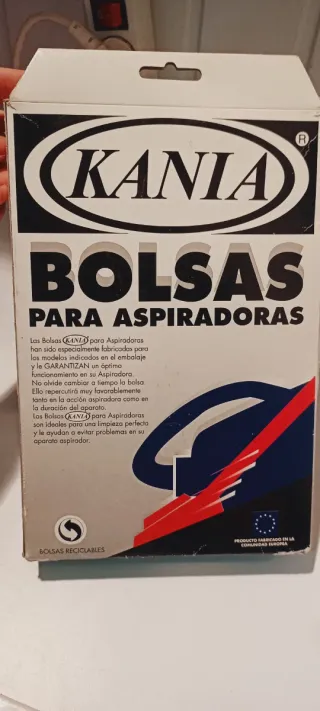 KANIA ®
BOLSAS
PARA ASPIRADORAS
Las Bolsas KANIA para Aspiradoras
han sido especialmente fabricadas para
los modelos indicados en el embalaje
y le GARANTIZAN un óptimo
funcionamiento en su Aspiradora.
No olvide cambiar a tiempo la bolsa.
Ello repercutirá muy favorablemente
tanto en la acción aspiradora como en
la duración del aparato.
Las Bolsas KANIA para Aspiradoras
son ideales para una limpieza perfecta
y le ayudan a evitar problemas en su
aparato aspirador.
BOLSAS RECICLABLES
PRODUCTO FABRICADO EN LA
COMUNIDAD EUROPEA